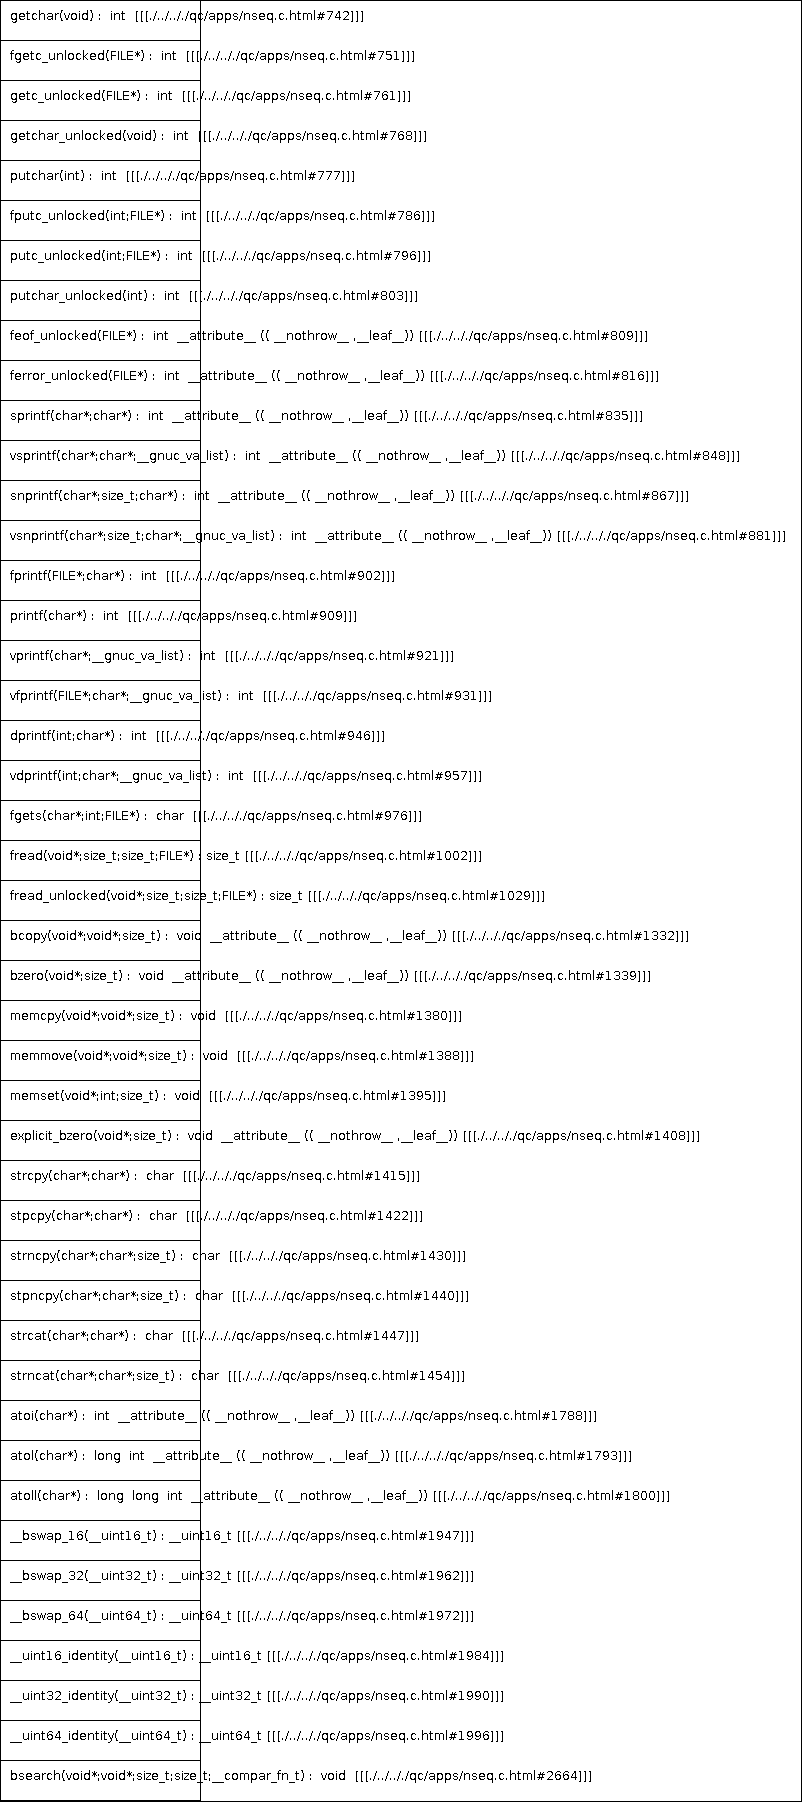 getchar(void) : int [[[./../../qc/apps/nseq.c.html#742]]]
fgetc_unlocked(FILE*) : int [[[./../../qc/apps/nseq.c.html#751]]]
getc_unlocked(FILE*) : int [[[./../../qc/apps/nseq.c.html#761]]]
getchar_unlocked(void) : int [[[./../../qc/apps/nseq.c.html#768]]]
putchar(int) : int [[[./../../qc/apps/nseq.c.html#777]]]
fputc_unlocked(int;FILE*) : int [[[./../../qc/apps/nseq.c.html#786]]]
putc_unlocked(int;FILE*) : int [[[./../../qc/apps/nseq.c.html#796]]]
putchar_unlocked(int) : int [[[./../../qc/apps/nseq.c.html#803]]]
feof_unlocked(FILE*) : int __attribute__ (( __nothrow__ ,__leaf__)) [[[./../../qc/apps/nseq.c.html#809]]]
ferror_unlocked(FILE*) : int __attribute__ (( __nothrow__ ,__leaf__)) [[[./../../qc/apps/nseq.c.html#816]]]
sprintf(char*;char*) : int __attribute__ (( __nothrow__ ,__leaf__)) [[[./../../qc/apps/nseq.c.html#835]]]
vsprintf(char*;char*;__gnuc_va_list) : int __attribute__ (( __nothrow__ ,__leaf__)) [[[./../../qc/apps/nseq.c.html#848]]]
snprintf(char*;size_t;char*) : int __attribute__ (( __nothrow__ ,__leaf__)) [[[./../../qc/apps/nseq.c.html#867]]]
vsnprintf(char*;size_t;char*;__gnuc_va_list) : int __attribute__ (( __nothrow__ ,__leaf__)) [[[./../../qc/apps/nseq.c.html#881]]]
fprintf(FILE*;char*) : int [[[./../../qc/apps/nseq.c.html#902]]]
printf(char*) : int [[[./../../qc/apps/nseq.c.html#909]]]
vprintf(char*;__gnuc_va_list) : int [[[./../../qc/apps/nseq.c.html#921]]]
vfprintf(FILE*;char*;__gnuc_va_list) : int [[[./../../qc/apps/nseq.c.html#931]]]
dprintf(int;char*) : int [[[./../../qc/apps/nseq.c.html#946]]]
vdprintf(int;char*;__gnuc_va_list) : int [[[./../../qc/apps/nseq.c.html#957]]]
fgets(char*;int;FILE*) : char [[[./../../qc/apps/nseq.c.html#976]]]
fread(void*;size_t;size_t;FILE*) : size_t [[[./../../qc/apps/nseq.c.html#1002]]]
fread_unlocked(void*;size_t;size_t;FILE*) : size_t [[[./../../qc/apps/nseq.c.html#1029]]]
bcopy(void*;void*;size_t) : void __attribute__ (( __nothrow__ ,__leaf__)) [[[./../../qc/apps/nseq.c.html#1332]]]
bzero(void*;size_t) : void __attribute__ (( __nothrow__ ,__leaf__)) [[[./../../qc/apps/nseq.c.html#1339]]]
memcpy(void*;void*;size_t) : void [[[./../../qc/apps/nseq.c.html#1380]]]
memmove(void*;void*;size_t) : void [[[./../../qc/apps/nseq.c.html#1388]]]
memset(void*;int;size_t) : void [[[./../../qc/apps/nseq.c.html#1395]]]
explicit_bzero(void*;size_t) : void __attribute__ (( __nothrow__ ,__leaf__)) [[[./../../qc/apps/nseq.c.html#1408]]]
strcpy(char*;char*) : char [[[./../../qc/apps/nseq.c.html#1415]]]
stpcpy(char*;char*) : char [[[./../../qc/apps/nseq.c.html#1422]]]
strncpy(char*;char*;size_t) : char [[[./../../qc/apps/nseq.c.html#1430]]]
stpncpy(char*;char*;size_t) : char [[[./../../qc/apps/nseq.c.html#1440]]]
strcat(char*;char*) : char [[[./../../qc/apps/nseq.c.html#1447]]]
strncat(char*;char*;size_t) : char [[[./../../qc/apps/nseq.c.html#1454]]]
atoi(char*) : int __attribute__ (( __nothrow__ ,__leaf__)) [[[./../../qc/apps/nseq.c.html#1788]]]
atol(char*) : long int __attribute__ (( __nothrow__ ,__leaf__)) [[[./../../qc/apps/nseq.c.html#1793]]]
atoll(char*) : long long int __attribute__ (( __nothrow__ ,__leaf__)) [[[./../../qc/apps/nseq.c.html#1800]]]
__bswap_16(__uint16_t) : __uint16_t [[[./../../qc/apps/nseq.c.html#1947]]]
__bswap_32(__uint32_t) : __uint32_t [[[./../../qc/apps/nseq.c.html#1962]]]
__bswap_64(__uint64_t) : __uint64_t [[[./../../qc/apps/nseq.c.html#1972]]]
__uint16_identity(__uint16_t) : __uint16_t [[[./../../qc/apps/nseq.c.html#1984]]]
__uint32_identity(__uint32_t) : __uint32_t [[[./../../qc/apps/nseq.c.html#1990]]]
__uint64_identity(__uint64_t) : __uint64_t [[[./../../qc/apps/nseq.c.html#1996]]]
bsearch(void*;void*;size_t;size_t;__compar_fn_t) : void [[[./../../qc/apps/nseq.c.html#2664]]]